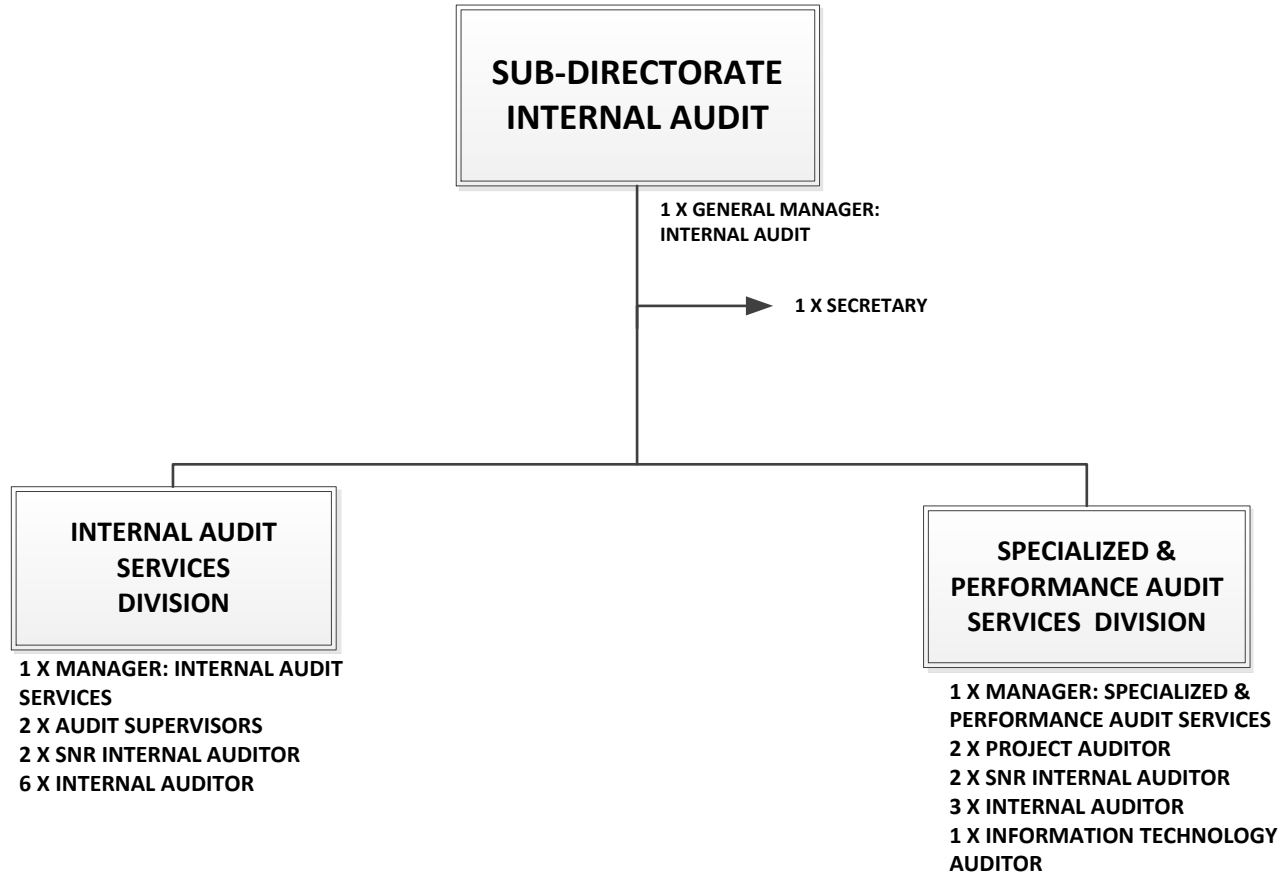 SUB-DIRECTORATE
INTERNAL AUDIT
1 X GENERAL MANAGER:
INTERNAL AUDIT
1 X SECRETARY
INTERNAL AUDIT
SERVICES
DIVISION
1 X MANAGER: INTERNAL AUDIT
SERVICES
2 X AUDIT SUPERVISORS
2 X SNR INTERNAL AUDITOR
6 X INTERNAL AUDITOR
SPECIALIZED &
PERFORMANCE AUDIT
SERVICES  DIVISION
1 X MANAGER: SPECIALIZED &
PERFORMANCE AUDIT SERVICES
2 X PROJECT AUDITOR
2 X SNR INTERNAL AUDITOR
3 X INTERNAL AUDITOR
1 X INFORMATION TECHNOLOGY
AUDITOR